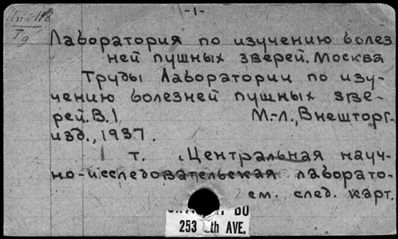 -1-
Лаборатория по изучению болез
ней пушных зверей. Москва
Труды Лаборатории по изу-
чению болезней пушных зве-
рей. В.1 М.-Л., Внешторг-
изд., 1937.
1 т. Центральная науч-
но-исследовательская лаборато-
см. след. карт.
253 AVE.